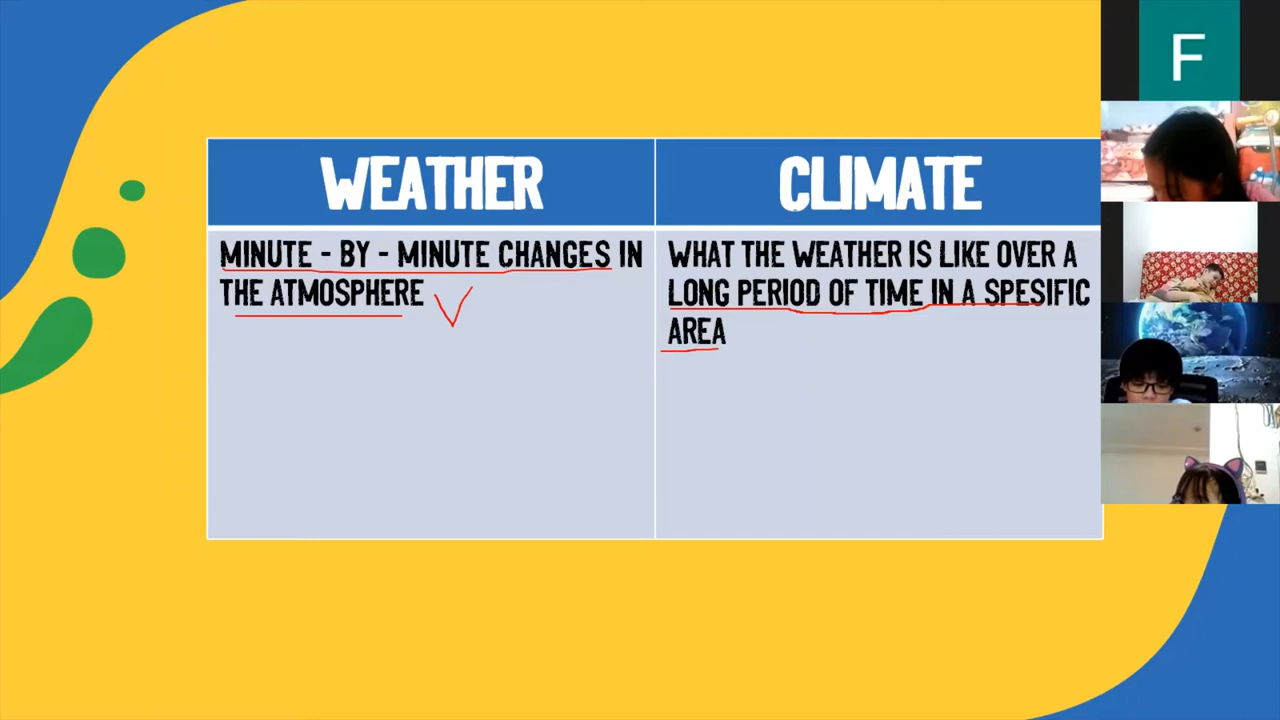 WEATHER
CLIMATE
MINUTE - BY - MINUTE CHANGES IN
THE ATMOSPHERE
WHAT THE WEATHER IS LIKE OVER A
LONG PERIOD OF TIME IN A SPESIFIC
AREA
F